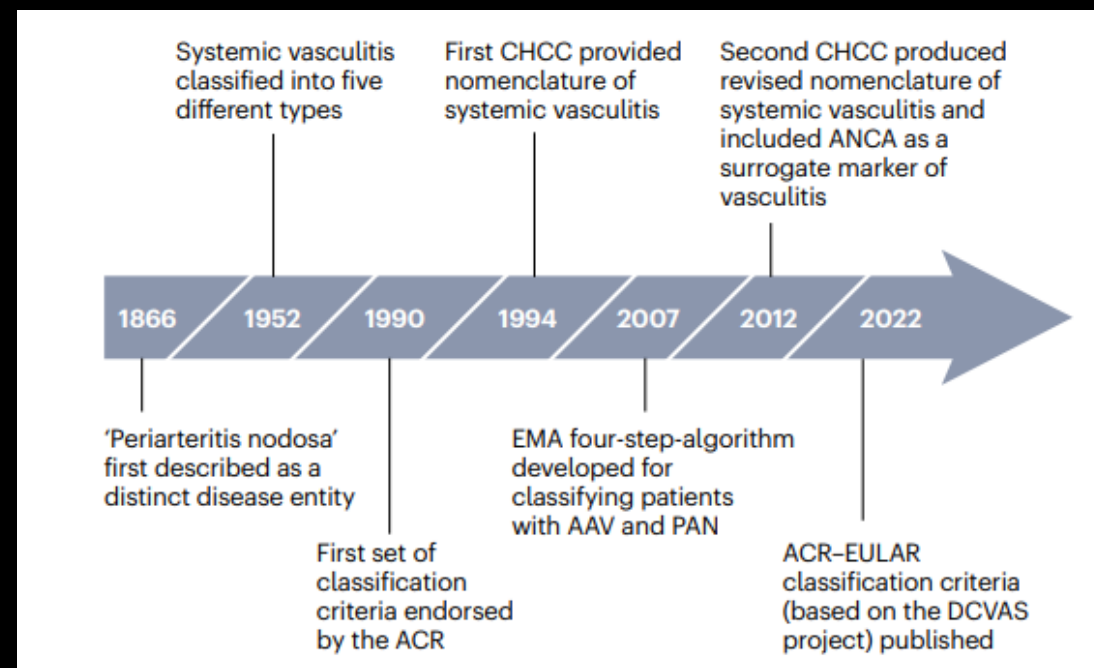 Systemic vasculitis
classified into five
different types
First CHCC provided
nomenclature of
systemic vasculitis
Second CHCC produced
revised nomenclature of
systemic vasculitis and
included ANCA as a
surrogate marker of
vasculitis
1866
1952
1990
1994
2007
2012
2022
‘Periarteritis nodosa’
first described as a
distinct disease entity
First set of
classification
criteria endorsed
by the ACR
EMA four-step-algorithm
developed for
classifying patients
with AAV and PAN
ACR–EULAR
classification criteria
(based on the DCVAS
project) published